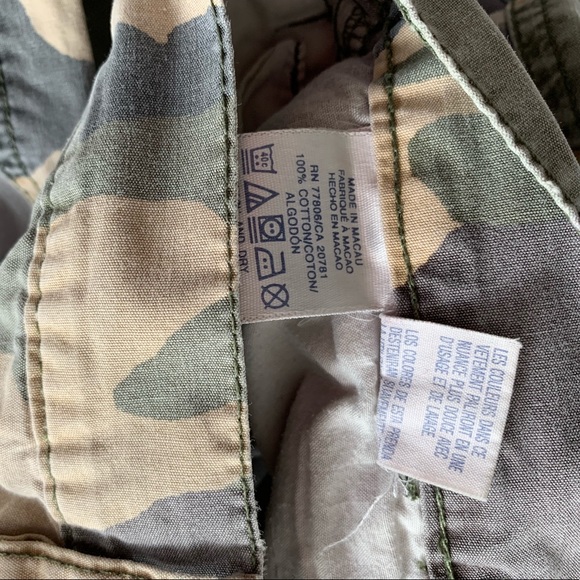 MADE IN MACAU
FABRIQUÉ À MACAO
HECHO EN MACAO
RN 77806/CA 20781
100% COTTON/COTON/
ALGODÓN
40c
AND DRY
LES COULEURS DANS CE
VÊTEMENT PÂLIRONT EN UNE
NUANCE PLUS DOUCE AVEC
D'USAGE ET DE LAVAGE.
LOS COLORES DE ESTA PRENDA